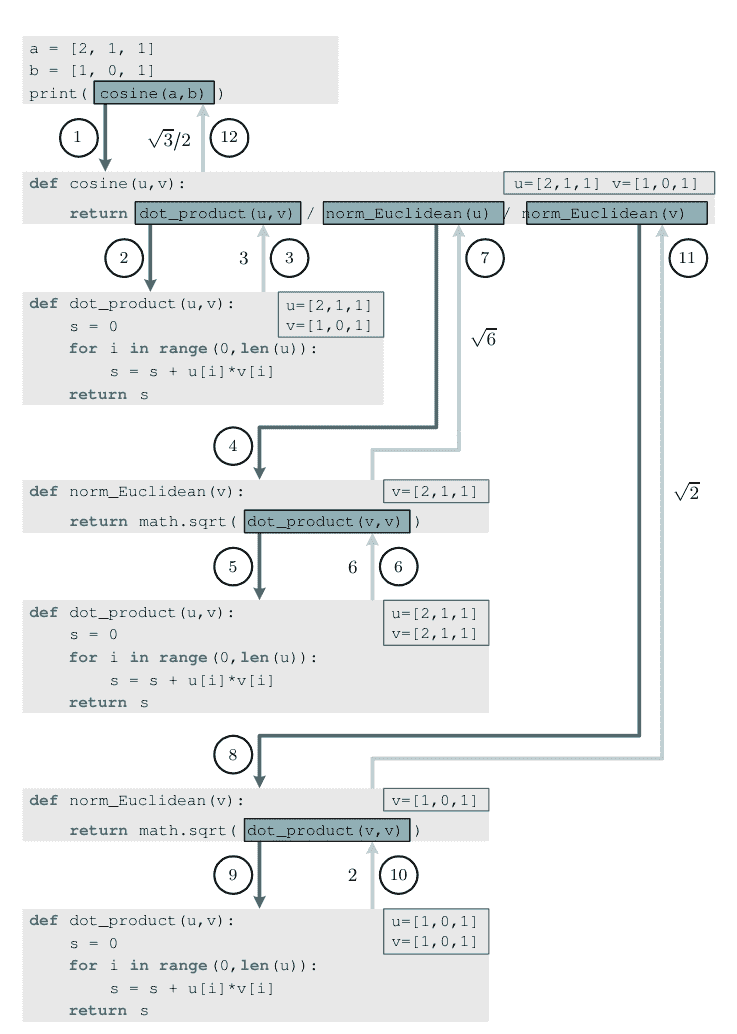 a = [2, 1, 1]
b = [1, 0, 1]
print( cosine(a,b) )
1
√3/2
12
def cosine(u,v):
u=[2,1,1] v=[1,0,1]
return dot_product(u,v) / norm_Euclidean(u) / norm_Euclidean(v)
2
3
3
7
11
def dot_product(u,v):
u=[2,1,1]
v=[1,0,1]
s = 0
for i in range(0,len(u)):
s = s + u[i]*v[i]
return s
√6
4
def norm_Euclidean(v):
v=[2,1,1]
return math.sqrt( dot_product(v,v) )
√2
5
6
6
def dot_product(u,v):
u=[2,1,1]
v=[2,1,1]
s = 0
for i in range(0,len(u)):
s = s + u[i]*v[i]
return s
8
def norm_Euclidean(v):
v=[1,0,1]
return math.sqrt( dot_product(v,v) )
9
2
10
def dot_product(u,v):
u=[1,0,1]
v=[1,0,1]
s = 0
for i in range(0,len(u)):
s = s + u[i]*v[i]
return s